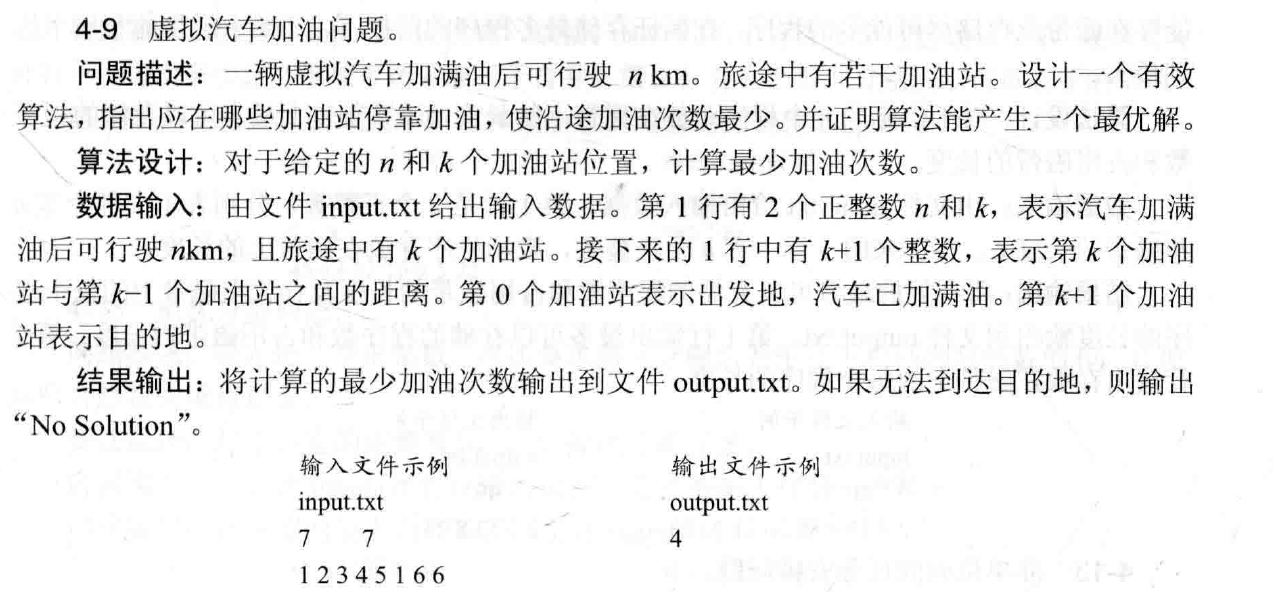 4-9 虚拟汽车加油问题。
问题描述：一辆虚拟汽车加满油后可行驶 n km。旅途中有若干加油站。设计一个有效
算法，指出应在哪些加油站停靠加油，使沿途加油次数最少。并证明算法能产生一个最优解。
算法设计：对于给定的 n 和 k 个加油站位置，计算最少加油次数。
数据输入：由文件 input.txt 给出输入数据。第 1 行有 2 个正整数 n 和 k，表示汽车加满
油后可行驶 nkm，且旅途中有 k 个加油站。接下来的 1 行中有 k+1 个整数，表示第 k 个加油
站与第 k-1 个加油站之间的距离。第 0 个加油站表示出发地，汽车已加满油。第 k+1 个加油
站表示目的地。
结果输出：将计算的最少加油次数输出到文件 output.txt。如果无法到达目的地，则输出
“No Solution”。
输入文件示例 输出文件示例
input.txt output.txt
7 7 4
1 2 3 4 5 1 6 6